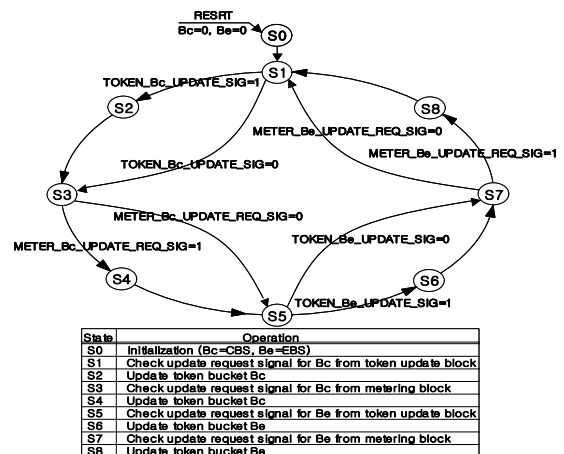 RESRT
Bc=0, Be=0
S0
S1
TOKEN_Bc_UPDATE_SIG=1
S2
S8
METER_Be_UPDATE_REQ_SIG=0
TOKEN_Bc_UPDATE_SIG=0
METER_Be_UPDATE_REQ_SIG=1
S3
S7
METER_Bc_UPDATE_REQ_SIG=0
TOKEN_Be_UPDATE_SIG=0
METER_Bc_UPDATE_REQ_SIG=1
S4
S6
TOKEN_Be_UPDATE_SIG=1
S5
State Operation
S0 Initialization (Bc=CBS, Be=EBS)
S1 Check update request signal for Bc from token update block
S2 Update token bucket Bc
S3 Check update request signal for Bc from metering block
S4 Update token bucket Bc
S5 Check update request signal for Be from token update block
S6 Update token bucket Be
S7 Check update request signal for Be from metering block
S8 Update token bucket Be